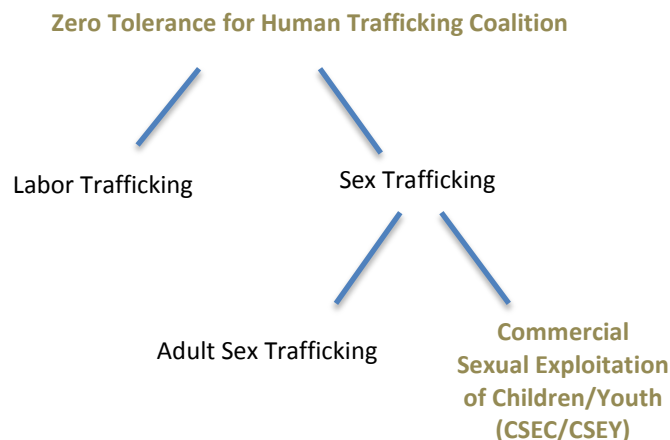 Zero Tolerance for Human Trafficking Coalition
Labor Trafficking
Sex Trafficking
Adult Sex Trafficking
Commercial
Sexual Exploitation
of Children/Youth
(CSEC/CSEY)